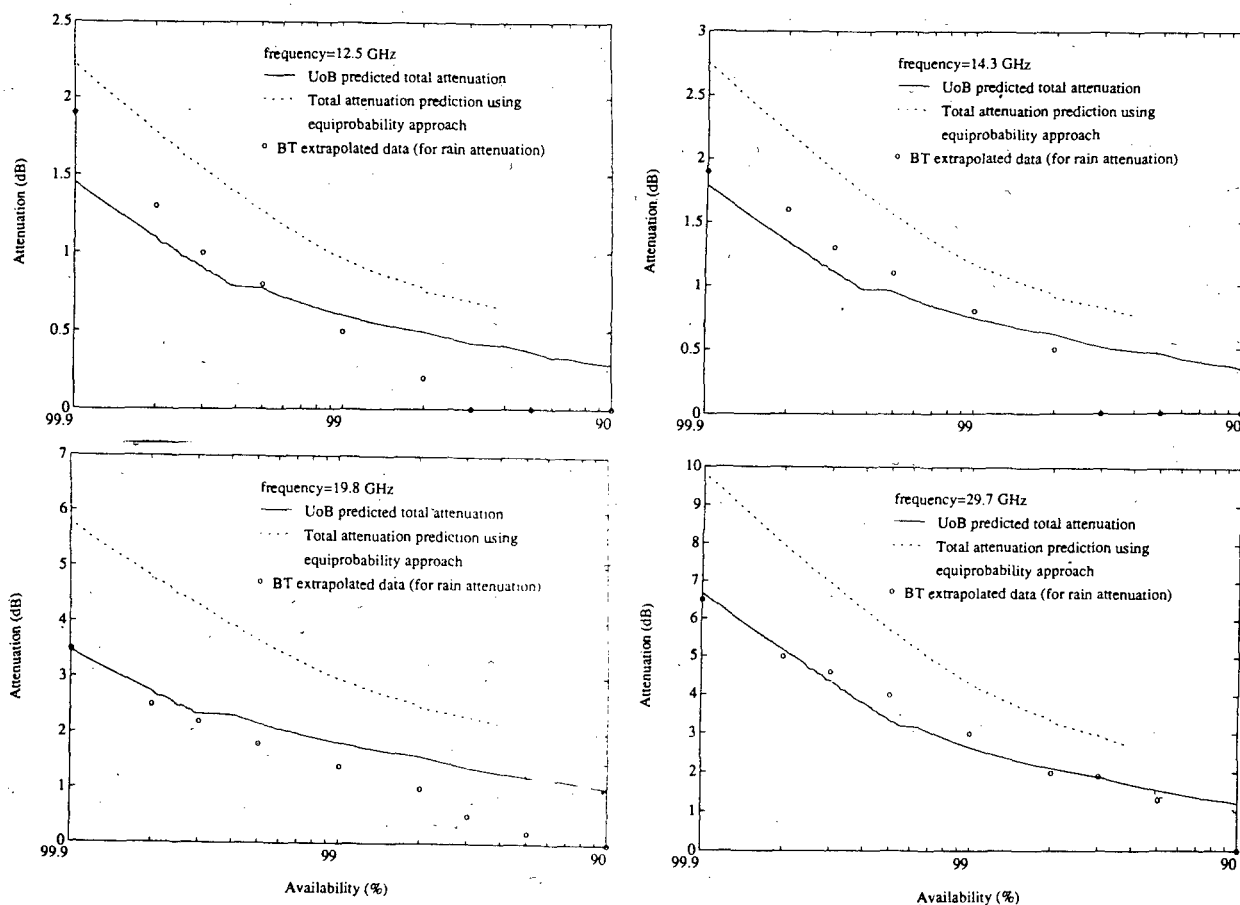 2.5
2
1.5
1
0.5
0
Attenuation (dB)
frequency=12.5 GHz
UoB predicted total attenuation
Total attenuation prediction using
equiprobability approach
BT extrapolated data (for rain attenuation)
99.9
99
90
3
2.5
2
1.5
1
0.5
0
Attenuation (dB)
frequency=14.3 GHz
UoB predicted total attenuation
Total attenuation prediction using
equiprobability approach
BT extrapolated data (for rain attenuation)
99.9
99
90
7
6
5
4
3
2
1
0
Attenuation (dB)
frequency=19.8 GHz
UoB predicted total attenuation
Total attenuation prediction using
equiprobability approach
BT extrapolated data (for rain attenuation)
99.9
99
90
Availability (%)
10
9
8
7
6
5
4
3
2
1
0
Attenuation (dB)
frequency=29.7 GHz
UoB predicted total attenuation
Total attenuation prediction using
equiprobability approach
BT extrapolated data (for rain attenuation)
99.9
99
90
Availability (%)